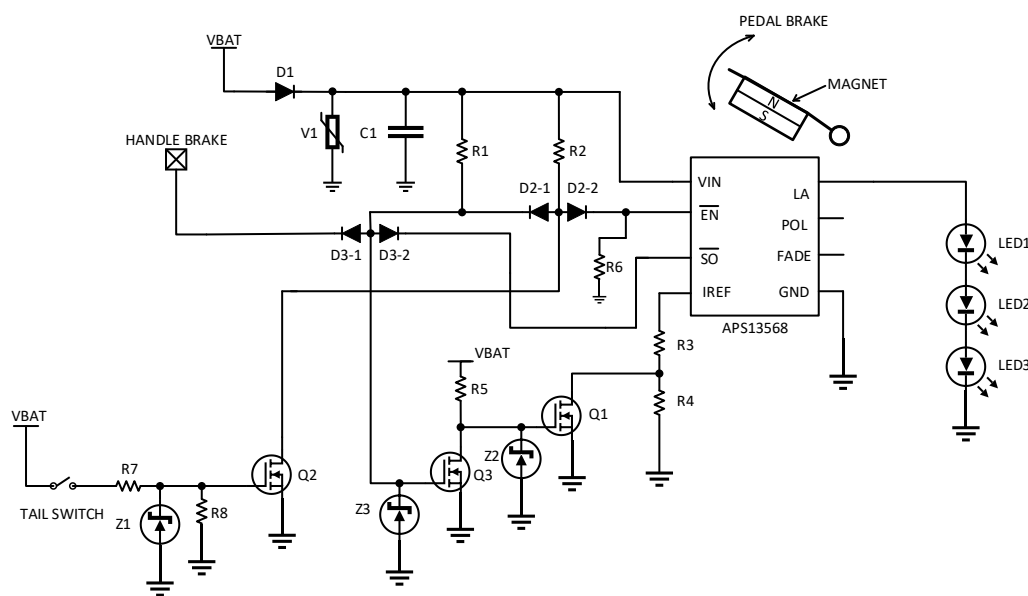 PEDAL BRAKE
VBAT
D1
MAGNET
N
S
V1
C1
HANDLE BRAKE
R1
R2
VIN
LA
D2-1
D2-2
EN
POL
LED1
D3-1
D3-2
SO
FADE
R6
IREF
GND
LED2
APS13568
R3
VBAT
LED3
R5
R4
VBAT
Q1
R7
Q2
Z2
Q3
TAIL SWITCH
Z1
R8
Z3